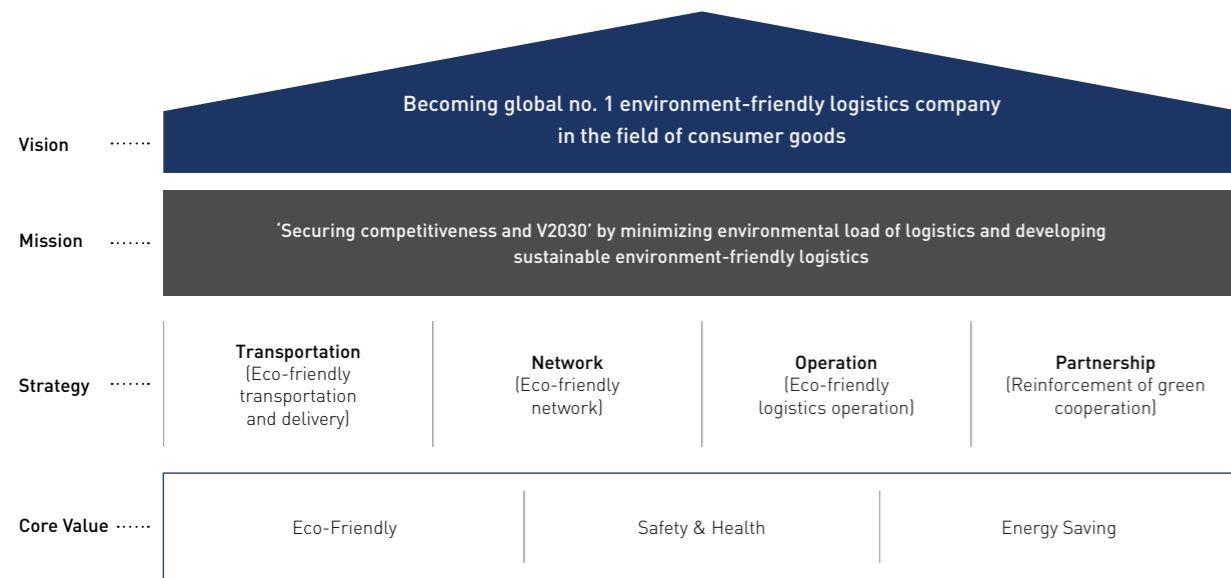 Vision
Becoming global no. 1 environment-friendly logistics company
in the field of consumer goods
Mission
‘Securing competitiveness and V2030’ by minimizing environmental load of logistics and developing
sustainable environment-friendly logistics
Strategy
Transportation
(Eco-friendly
transportation
and delivery)
Network
(Eco-friendly
network)
Operation
(Eco-friendly
logistics operation)
Partnership
(Reinforcement of green
cooperation)
Core Value
Eco-Friendly
Safety & Health
Energy Saving